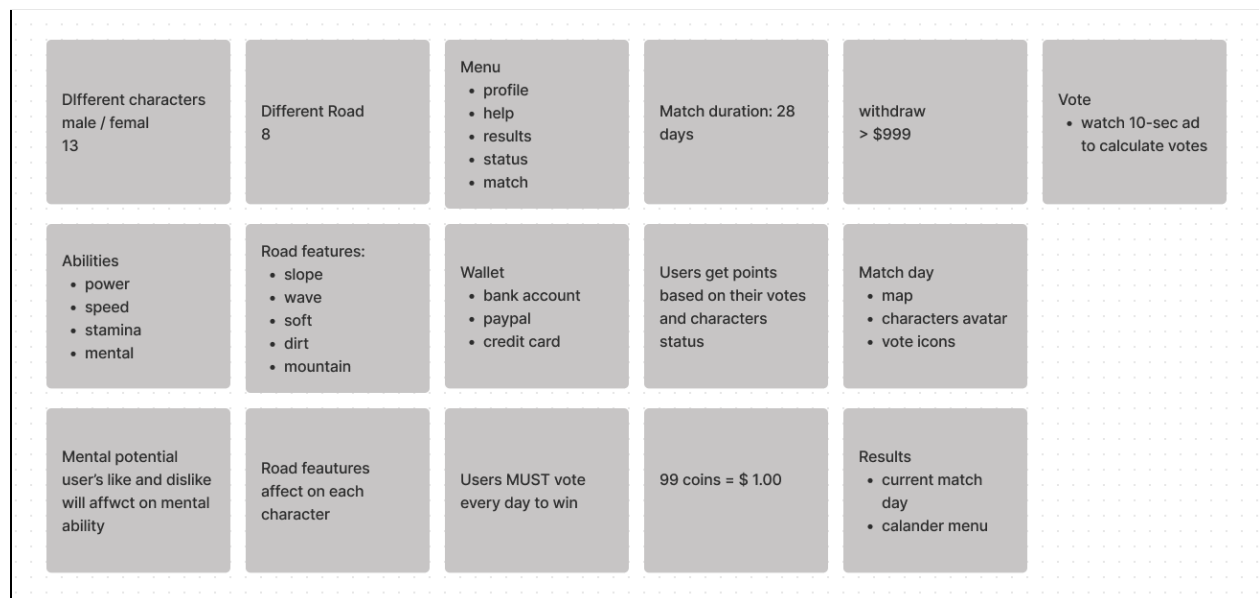 DIfferent characters
male / femal
13
Different Road
8
Menu
• profile
• help
• results
• status
• match
Match duration: 28
days
withdraw
> $999
Vote
• watch 10-sec ad
to calculate votes
Abilities
• power
• speed
• stamina
• mental
Road features:
• slope
• wave
• soft
• dirt
• mountain
Wallet
• bank account
• paypal
• credit card
Users get points
based on their votes
and characters
status
Match day
• map
• characters avatar
• vote icons
Mental potential
user’s like and dislike
will affwct on mental
ability
Road feautures
affect on each
character
Users MUST vote
every day to win
99 coins = $ 1.00
Results
• current match
day
• calander menu